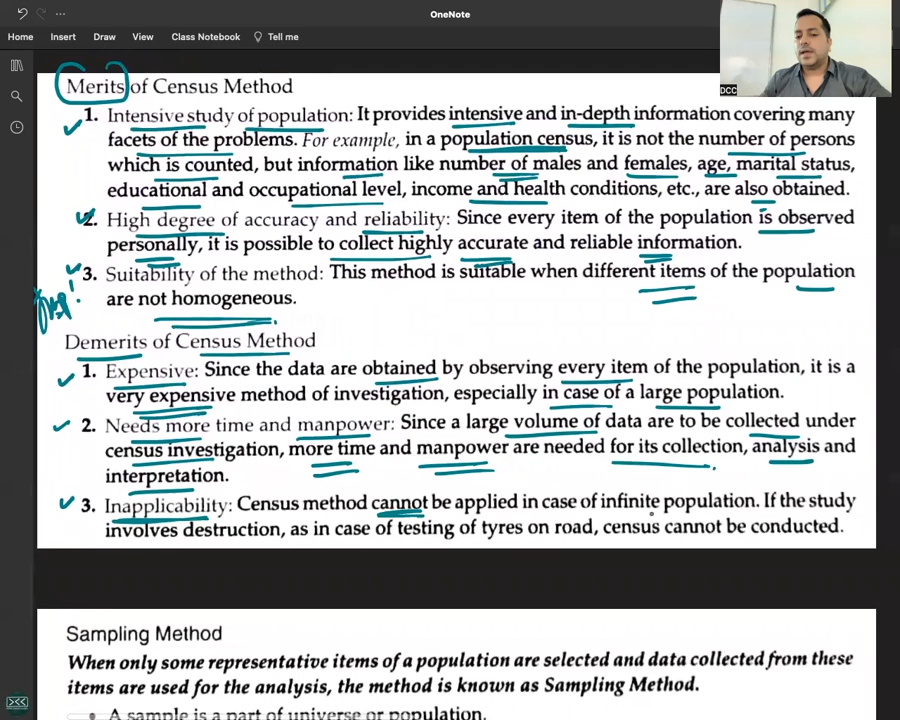 OneNote
Home Insert Draw View Class Notebook Tell me
DCC
Merits of Census Method
1. Intensive study of population: It provides intensive and in-depth information covering many
facets of the problems. For example, in a population census, it is not the number of persons
which is counted, but information like number of males and females, age, marital status,
educational and occupational level, income and health conditions, etc., are also obtained.
2. High degree of accuracy and reliability: Since every item of the population is observed
personally, it is possible to collect highly accurate and reliable information.
3. Suitability of the method: This method is suitable when different items of the population
are not homogeneous.
Demerits of Census Method
1. Expensive: Since the data are obtained by observing every item of the population, it is a
very expensive method of investigation, especially in case of a large population.
2. Needs more time and manpower: Since a large volume of data are to be collected under
census investigation, more time and manpower are needed for its collection, analysis and
interpretation.
3. Inapplicability: Census method cannot be applied in case of infinite population. If the study
involves destruction, as in case of testing of tyres on road, census cannot be conducted.
Sampling Method
When only some representative items of a population are selected and data collected from these
items are used for the analysis, the method is known as Sampling Method.
• A sample is a part of universe or population.